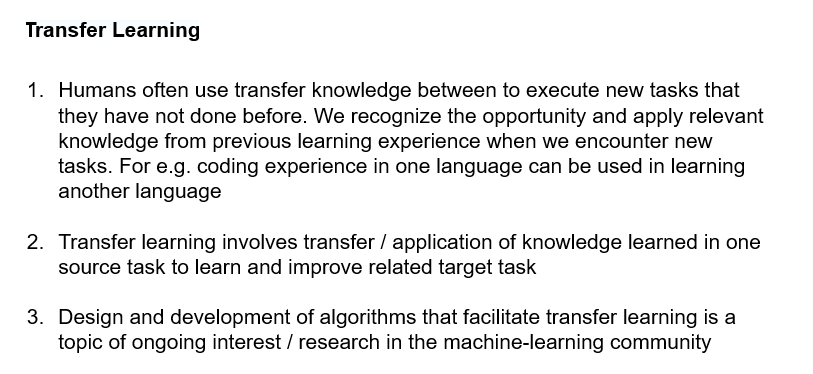 Transfer Learning
1. Humans often use transfer knowledge between to execute new tasks that
they have not done before. We recognize the opportunity and apply relevant
knowledge from previous learning experience when we encounter new
tasks. For e.g. coding experience in one language can be used in learning
another language
2. Transfer learning involves transfer / application of knowledge learned in one
source task to learn and improve related target task
3. Design and development of algorithms that facilitate transfer learning is a
topic of ongoing interest / research in the machine-learning community